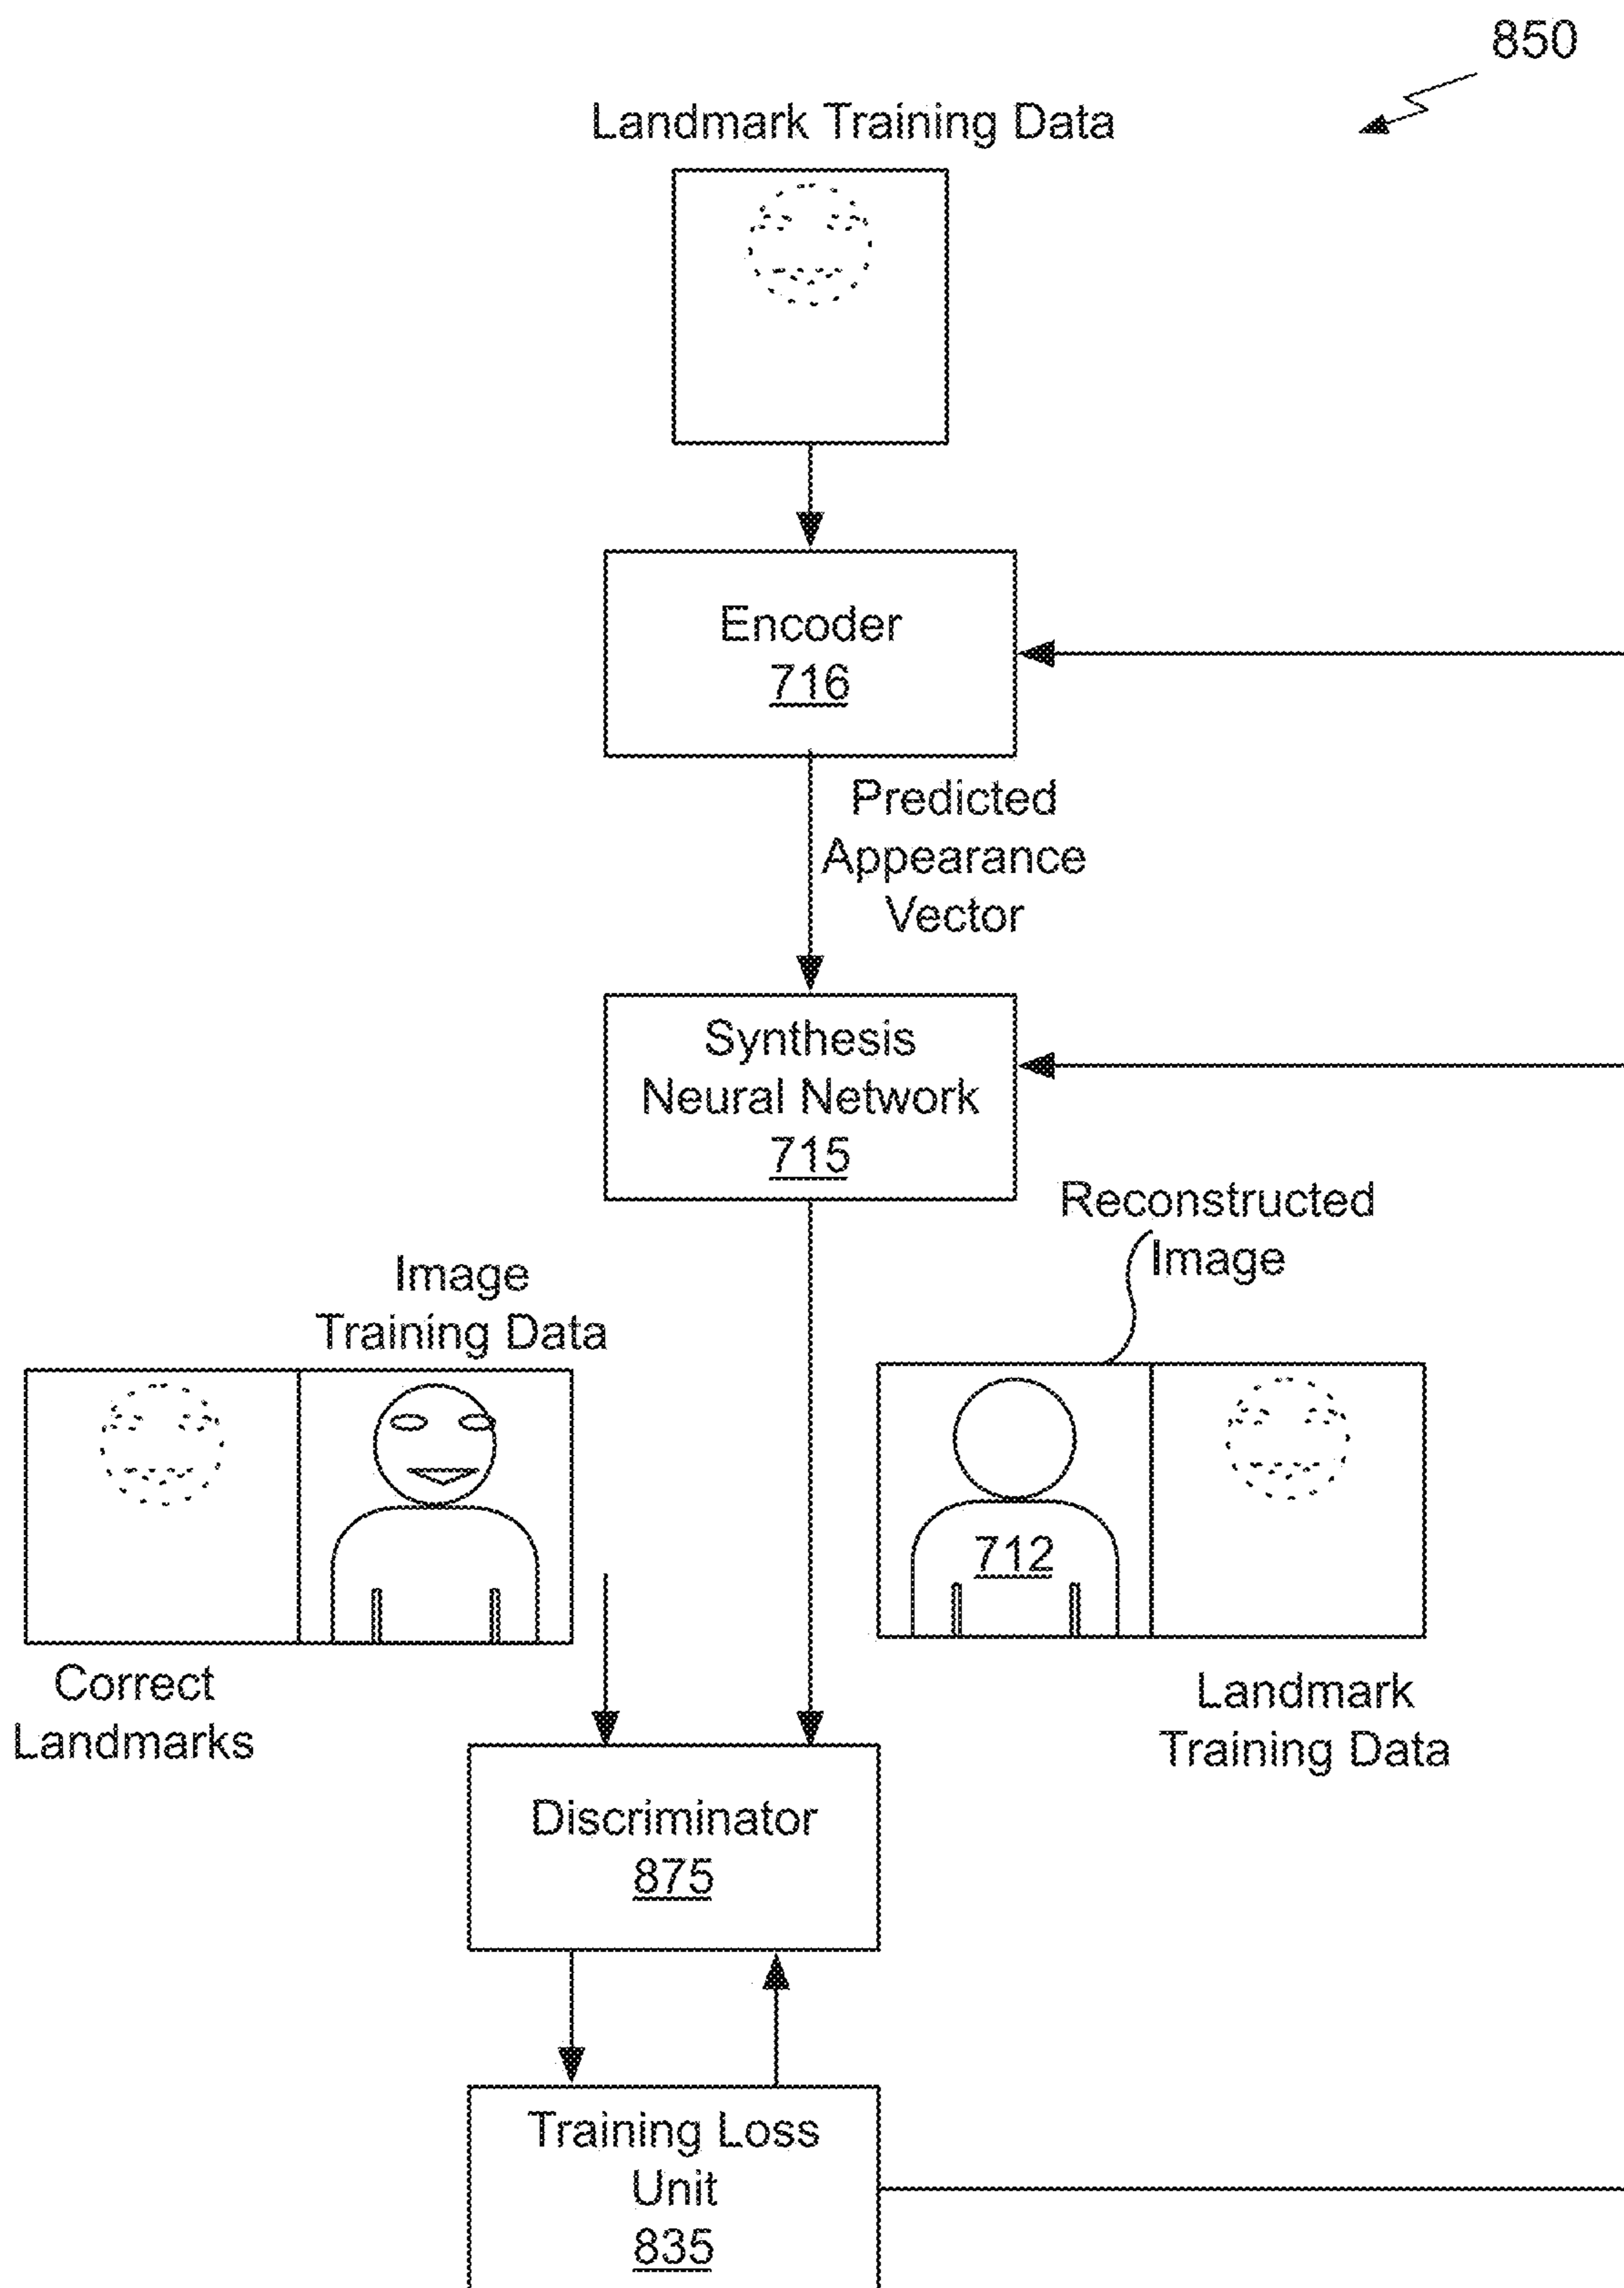 850
Landmark Training Data
Encoder
716
Predicted
Appearance
Vector
Synthesis
Neural Network
715
Reconstructed
Image
Image
Training Data
712
Correct
Landmarks
Landmark
Training Data
Discriminator
875
Training Loss
Unit
835